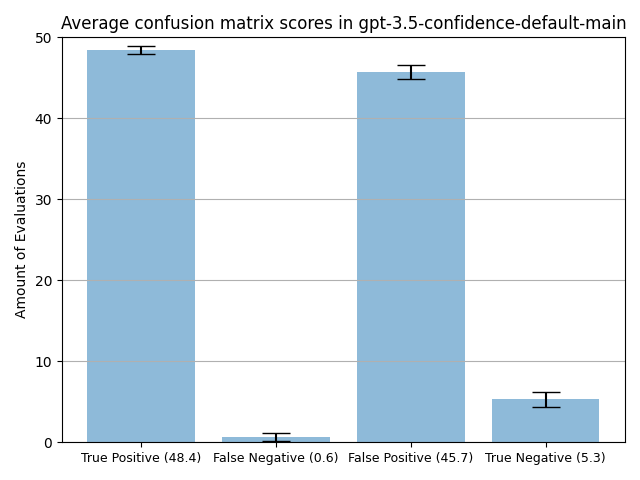 Average confusion matrix scores in gpt-3.5-confidence-default-main
50
40
30
20
10
0
Amount of Evaluations
True Positive (48.4) False Negative (0.6) False Positive (45.7) True Negative (5.3)